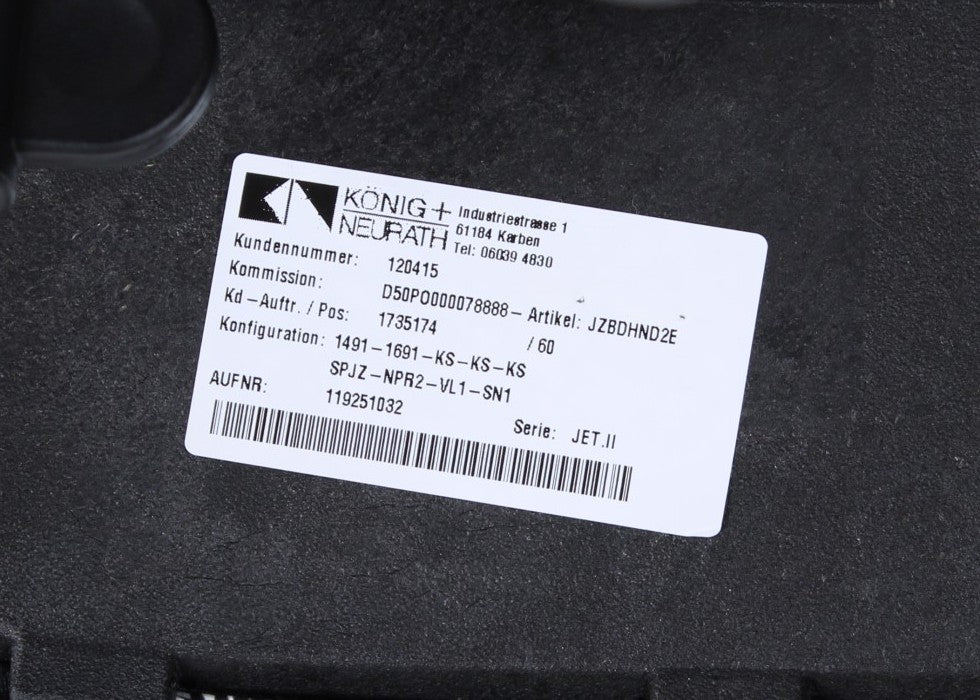 KÖNIG +
NEURATH
Industriestrasse 1
61184 Karben
Tel: 06039 4830
Kundennummer: 120415
Kommission: D50PO000078888- Artikel: JZBDHND2E
Kd-Auftr. / Pos: 1735174 / 60
Konfiguration: 1491-1691-KS-KS-KS
SPJZ-NPR2-VL1-SN1
AUFNR: 119251032
Serie: JET.II